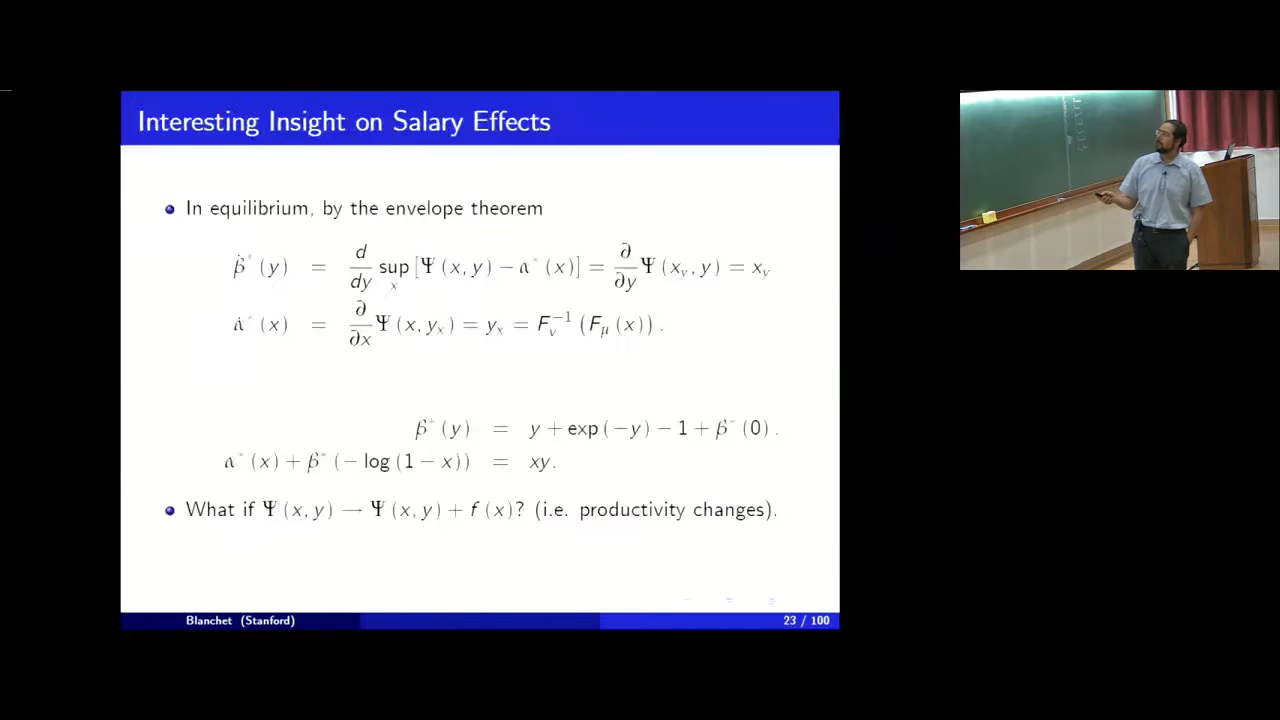 Interesting Insight on Salary Effects
In equilibrium, by the envelope theorem
β̇*(y) = d/dy sup_x [Ψ(x, y) − α*(x)] = ∂/∂y Ψ(x_y, y) = x_y
α̇*(x) = ∂/∂x Ψ(x, y_x) = y_x = F_ν^{-1}(F_μ(x)).
β*(y) = y + exp(−y) − 1 + β*(0).
α*(x) + β*(− log(1 − x)) = xy.
What if Ψ(x, y) → Ψ(x, y) + f(x)? (i.e. productivity changes).
Blanchet (Stanford) 23 / 100